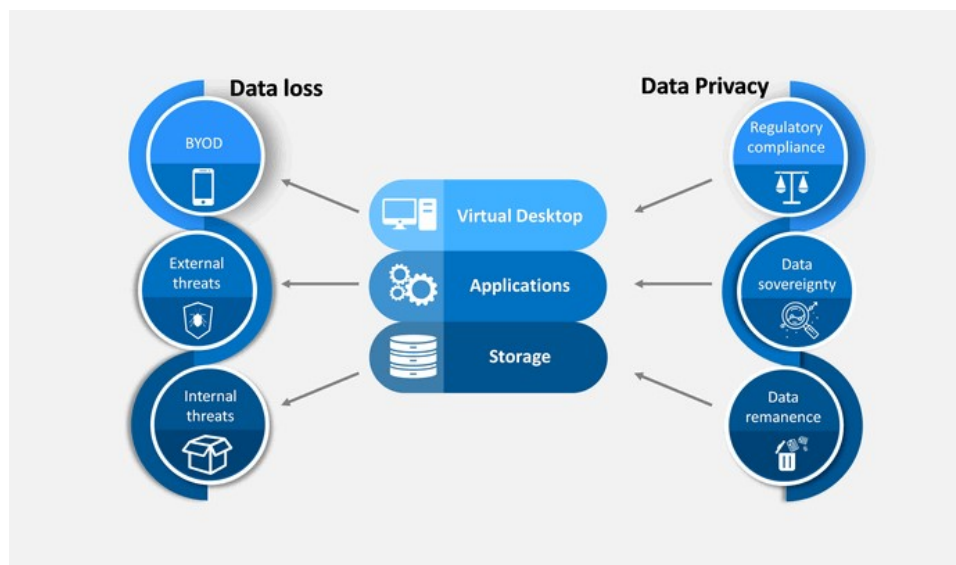 Data loss
Data Privacy
BYOD
Regulatory
compliance
Virtual Desktop
External
threats
Applications
Data
sovereignty
Storage
Internal
threats
Data
remanence